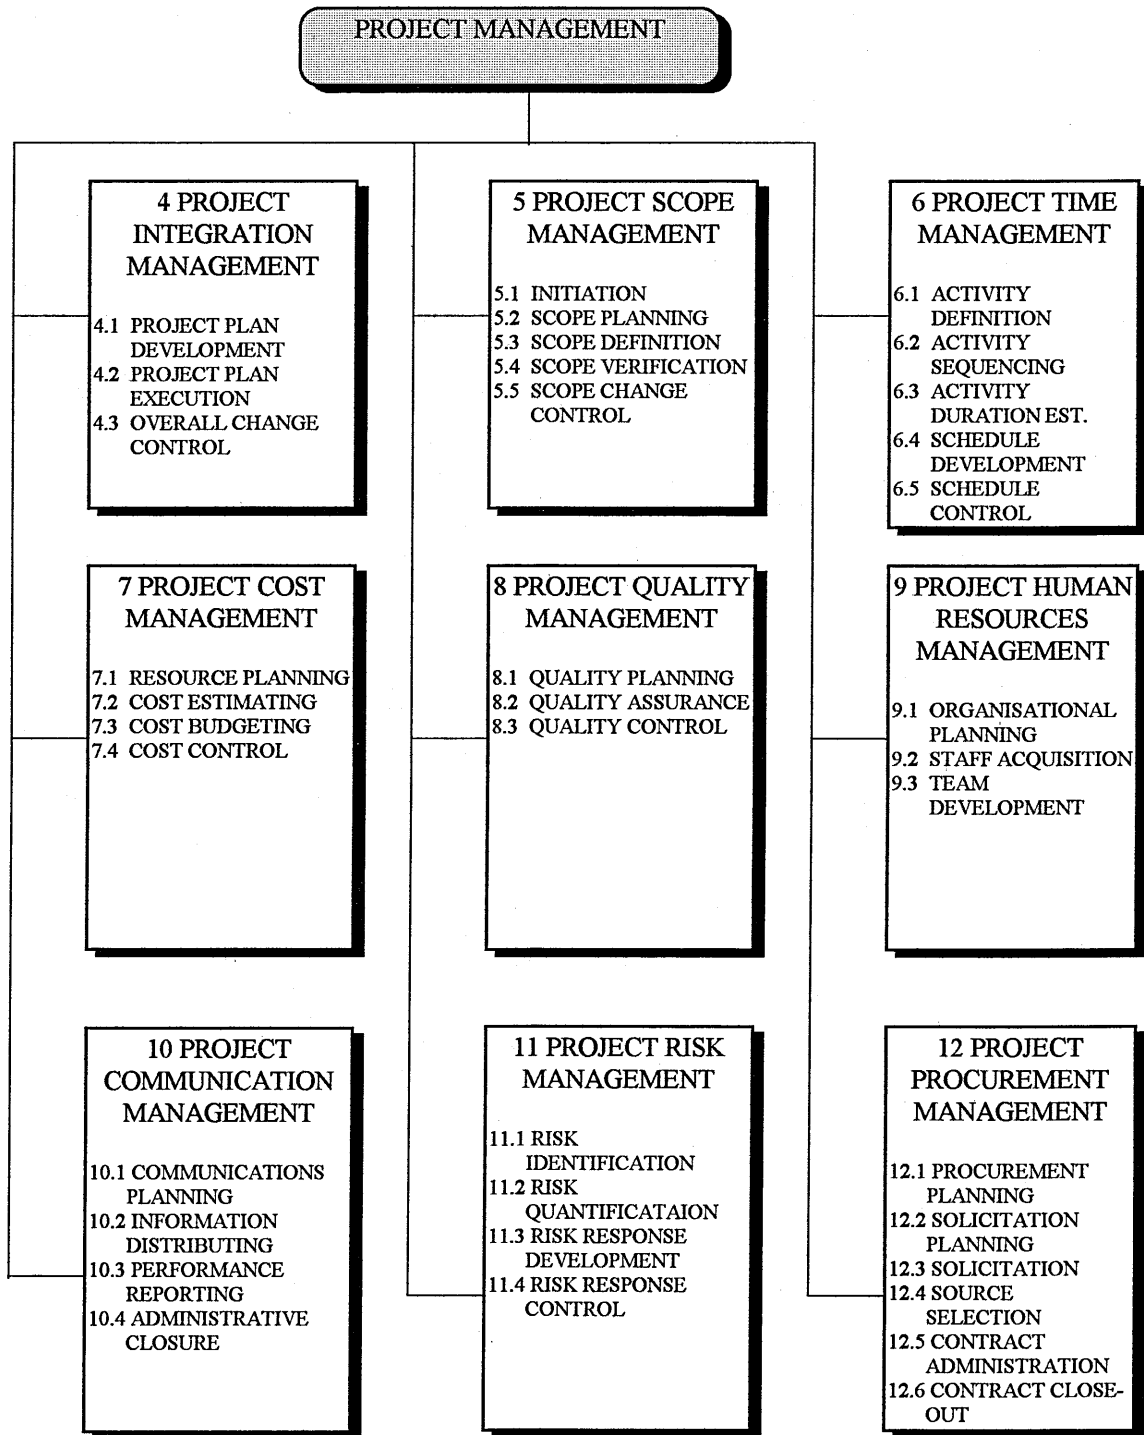 PROJECT MANAGEMENT
4 PROJECT
INTEGRATION
MANAGEMENT
4.1 PROJECT PLAN
DEVELOPMENT
4.2 PROJECT PLAN
EXECUTION
4.3 OVERALL CHANGE
CONTROL
5 PROJECT SCOPE
MANAGEMENT
5.1 INITIATION
5.2 SCOPE PLANNING
5.3 SCOPE DEFINITION
5.4 SCOPE VERIFICATION
5.5 SCOPE CHANGE
CONTROL
6 PROJECT TIME
MANAGEMENT
6.1 ACTIVITY
DEFINITION
6.2 ACTIVITY
SEQUENCING
6.3 ACTIVITY
DURATION EST.
6.4 SCHEDULE
DEVELOPMENT
6.5 SCHEDULE
CONTROL
7 PROJECT COST
MANAGEMENT
7.1 RESOURCE PLANNING
7.2 COST ESTIMATING
7.3 COST BUDGETING
7.4 COST CONTROL
8 PROJECT QUALITY
MANAGEMENT
8.1 QUALITY PLANNING
8.2 QUALITY ASSURANCE
8.3 QUALITY CONTROL
9 PROJECT HUMAN
RESOURCES
MANAGEMENT
9.1 ORGANISATIONAL
PLANNING
9.2 STAFF ACQUISITION
9.3 TEAM
DEVELOPMENT
10 PROJECT
COMMUNICATION
MANAGEMENT
10.1 COMMUNICATIONS
PLANNING
10.2 INFORMATION
DISTRIBUTING
10.3 PERFORMANCE
REPORTING
10.4 ADMINISTRATIVE
CLOSURE
11 PROJECT RISK
MANAGEMENT
11.1 RISK
IDENTIFICATION
11.2 RISK
QUANTIFICATAION
11.3 RISK RESPONSE
DEVELOPMENT
11.4 RISK RESPONSE
CONTROL
12 PROJECT
PROCUREMENT
MANAGEMENT
12.1 PROCUREMENT
PLANNING
12.2 SOLICITATION
PLANNING
12.3 SOLICITATION
12.4 SOURCE
SELECTION
12.5 CONTRACT
ADMINISTRATION
12.6 CONTRACT CLOSE-
OUT